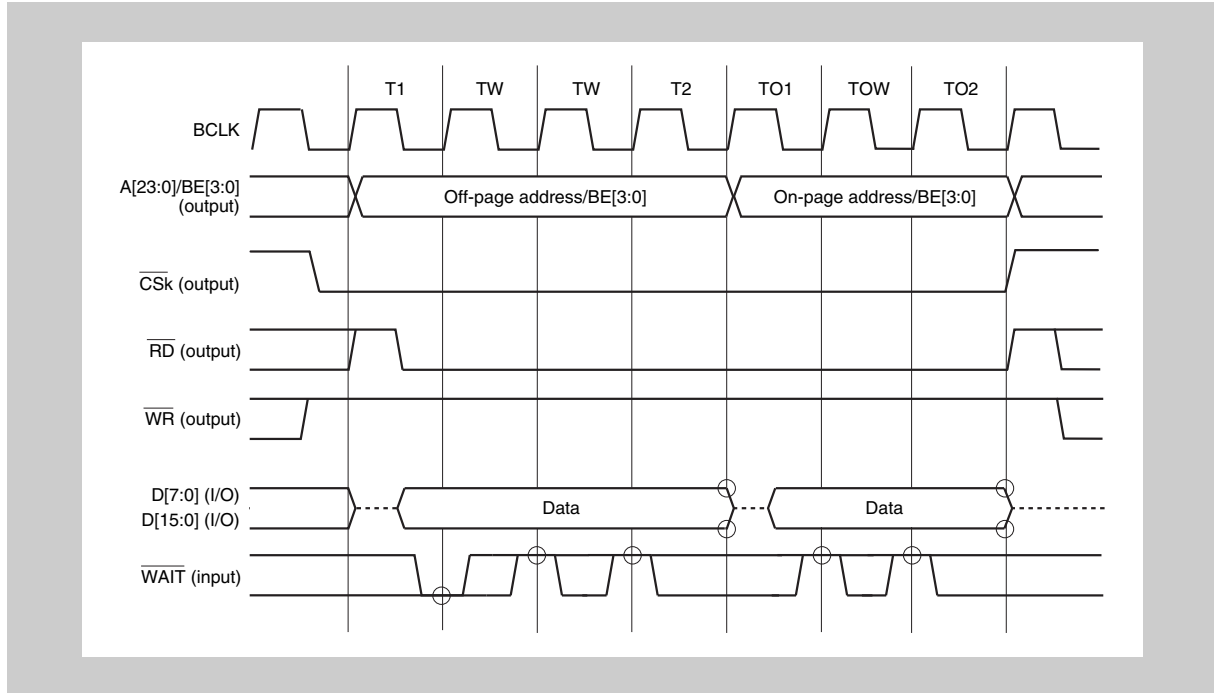 T1 TW TW T2 TO1 TOW TO2
BCLK
A[23:0]/BE[3:0]
(output)
Off-page address/BE[3:0] On-page address/BE[3:0]
CSk (output)
RD (output)
WR (output)
D[7:0] (I/O)
D[15:0] (I/O)
Data Data
WAIT (input)